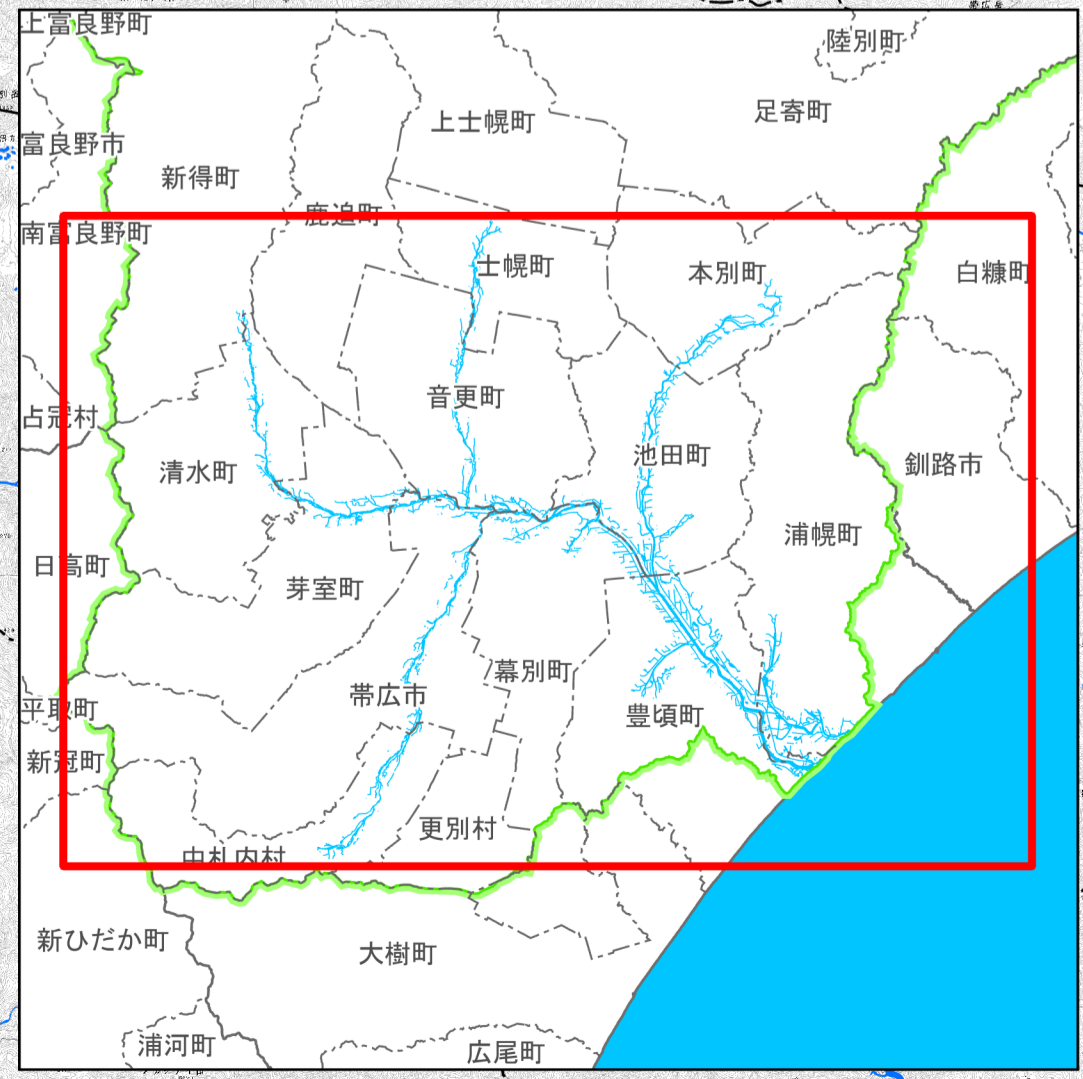 上富良野町
陸別町
足寄町
上士幌町
富良野市
新得町
鹿追町
南富良野町
士幌町
本別町
白糠町
音更町
占冠村
池田町
釧路市
清水町
浦幌町
日高町
芽室町
幕別町
帯広市
平取町
豊頃町
新冠町
更別村
中札内村
新ひだか町
大樹町
浦河町
広尾町